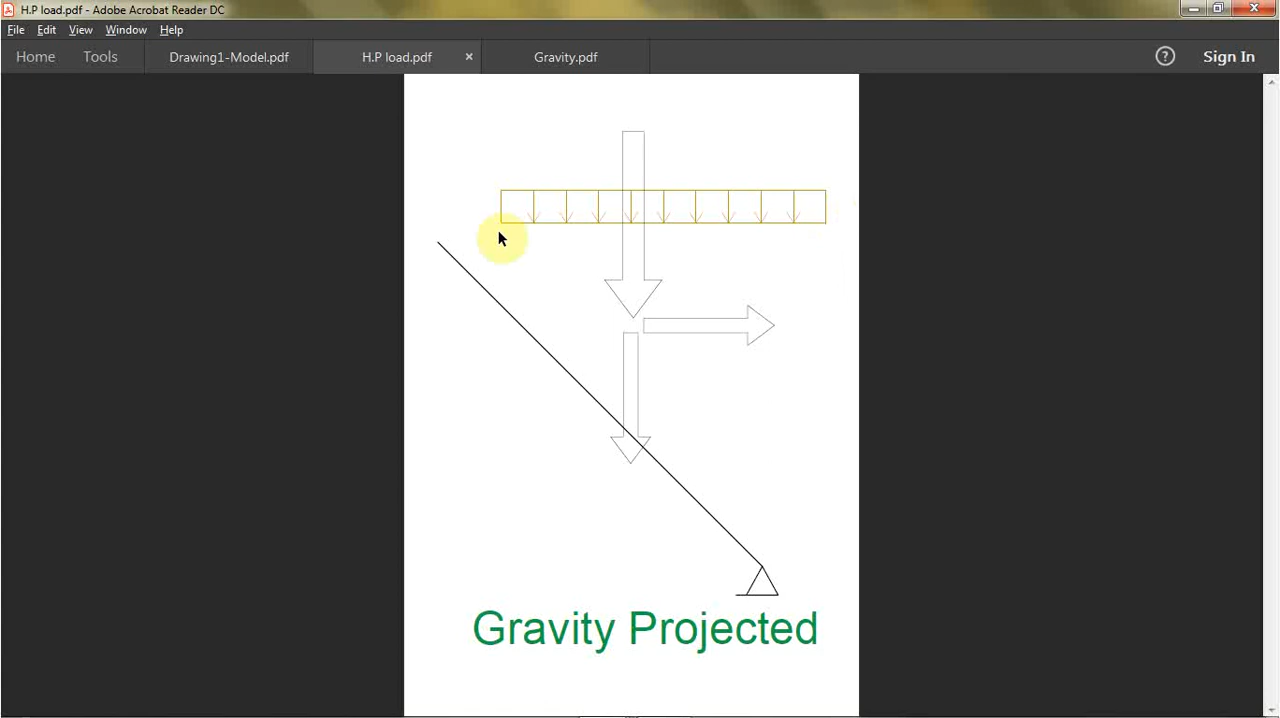 H.P load.pdf - Adobe Acrobat Reader DC
File Edit View Window Help
Home Tools Drawing1-Model.pdf H.P load.pdf × Gravity.pdf ? Sign In
Gravity Projected